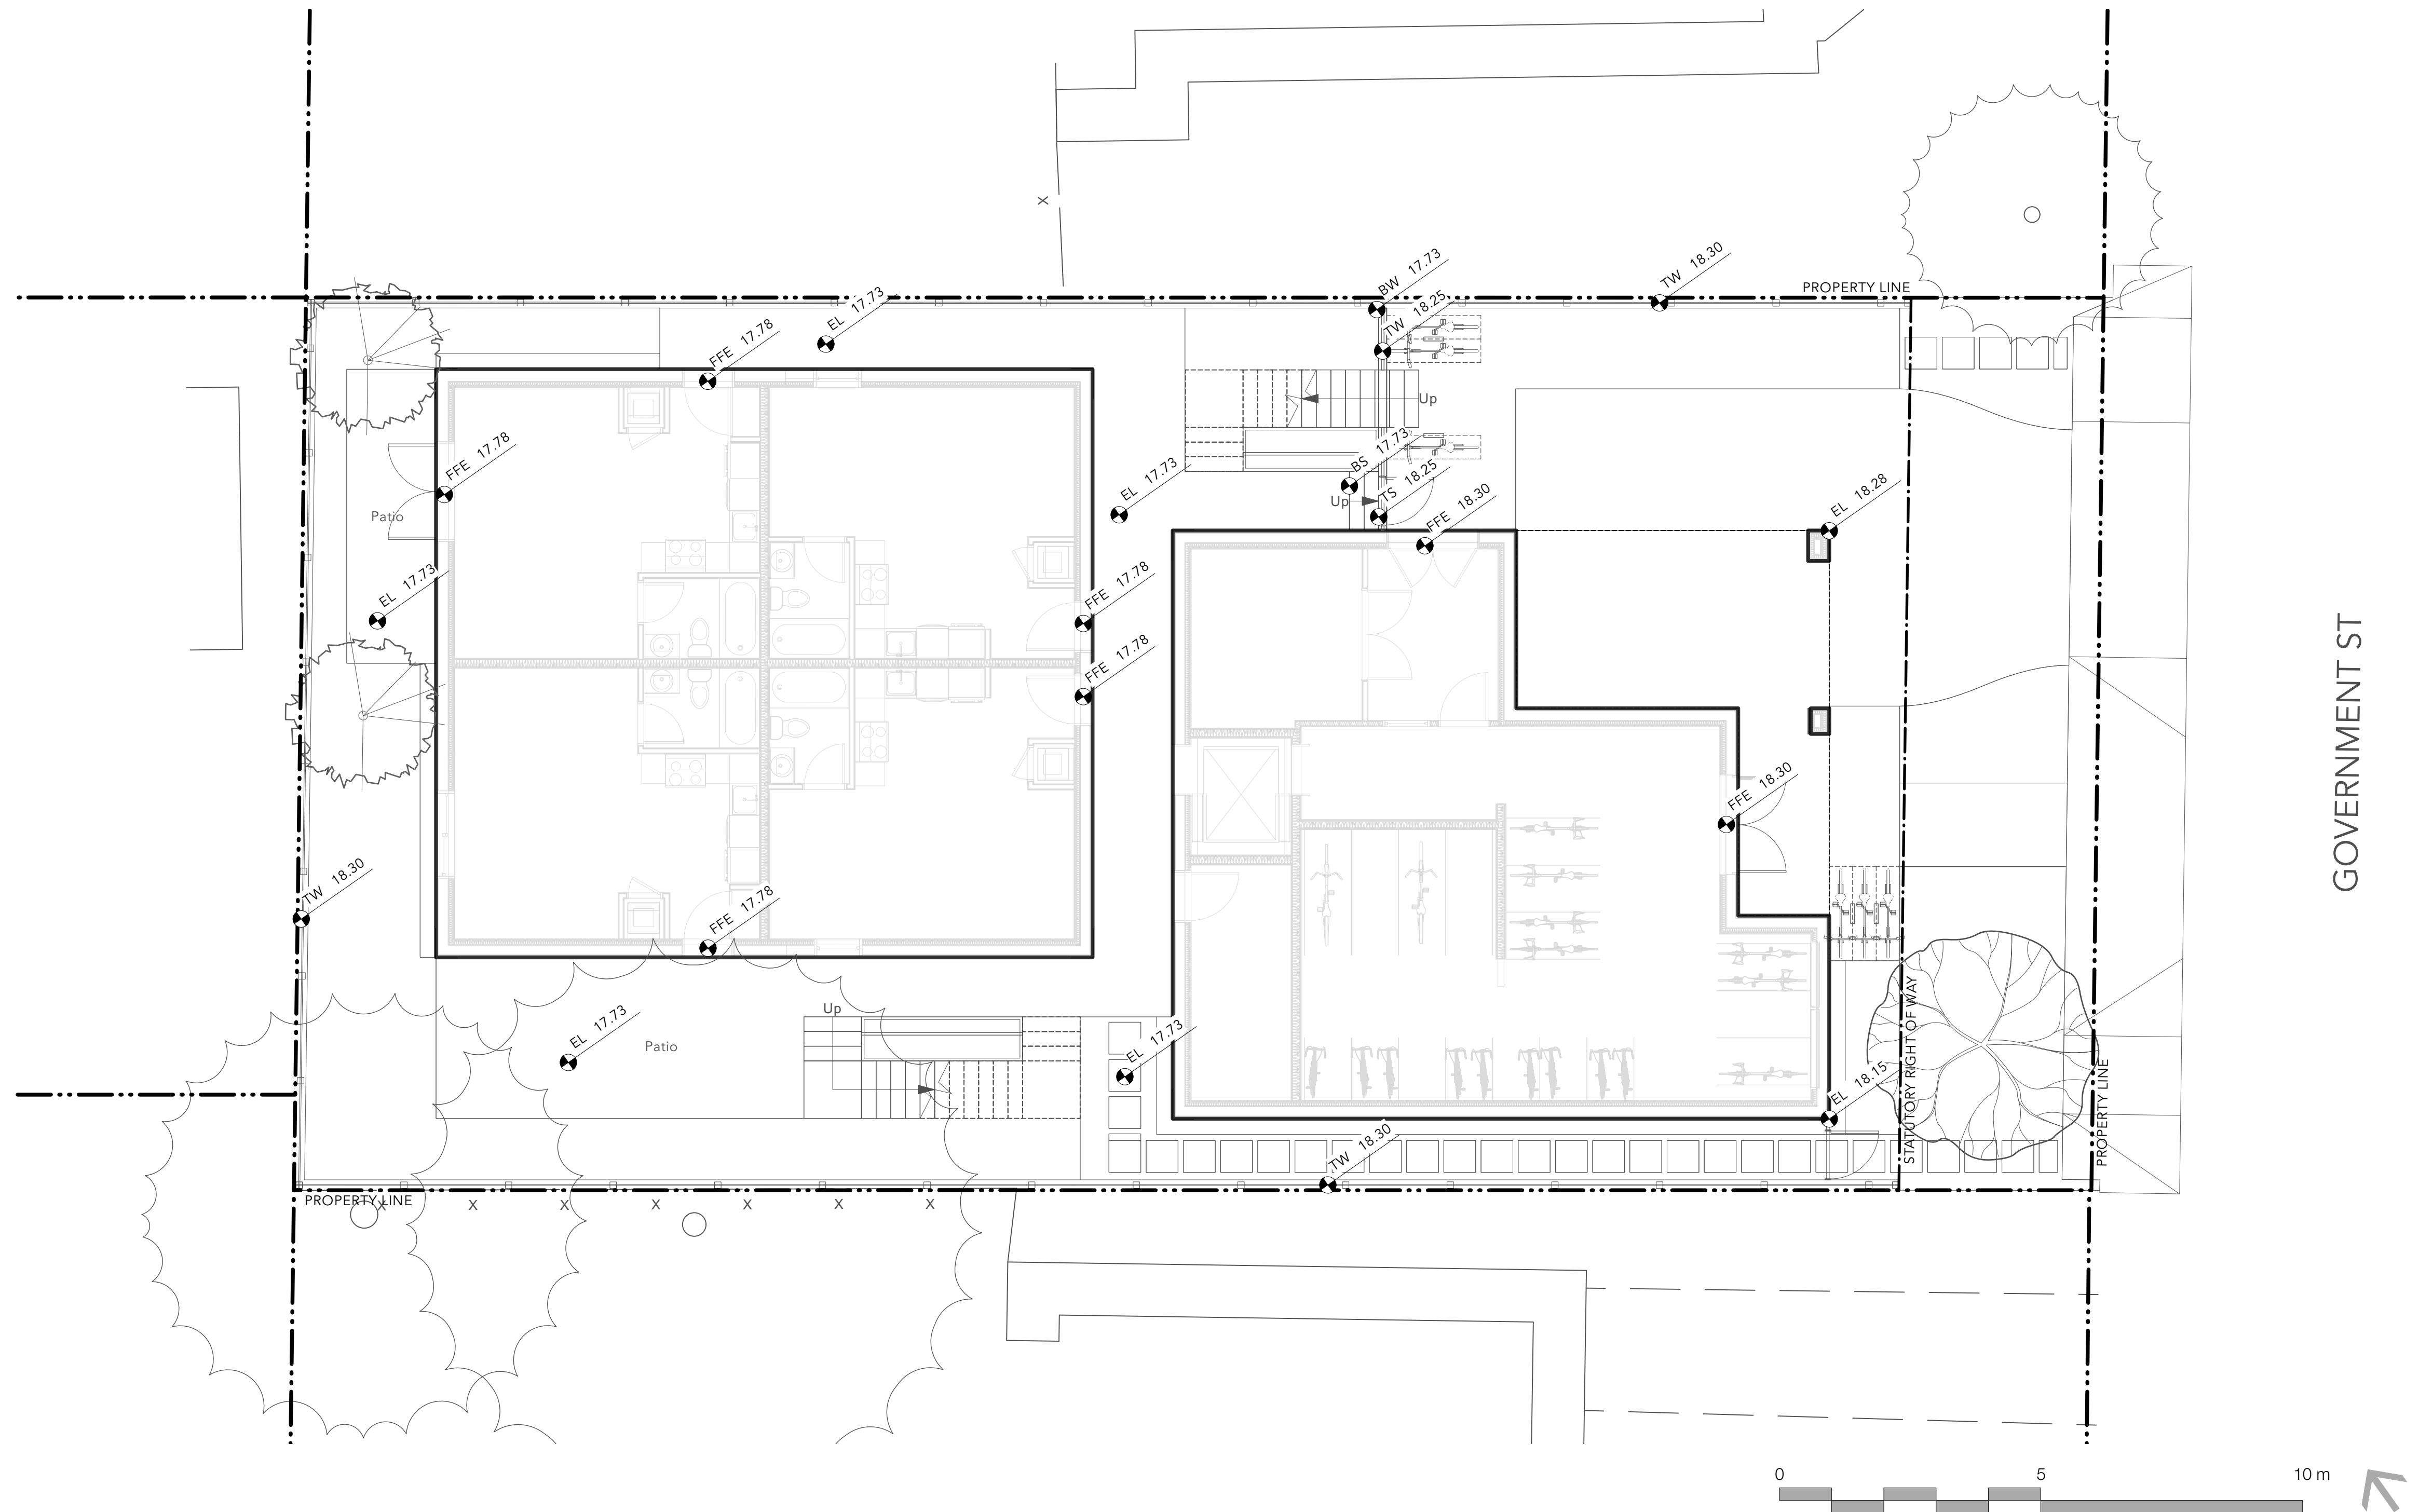 X
BW 17.73
TW 18.30
PROPERTY LINE
EL 17.73
TW 18.25
FFE 17.78
Up
FFE 17.78
BS 17.73
EL 17.73
TS 18.25
Up
FFE 18.30
EL 18.28
Patio
EL 17.73
FFE 17.78
FFE 17.78
GOVERNMENT ST
FFE 18.30
TW 18.30
FFE 17.78
Up
EL 17.73
Patio
EL 17.73
STATUTORY RIGHT OF WAY
EL 18.15
PROPERTY LINE
TW 18.30
PROPERTY LINE
X X X X X X X
0 5 10 m